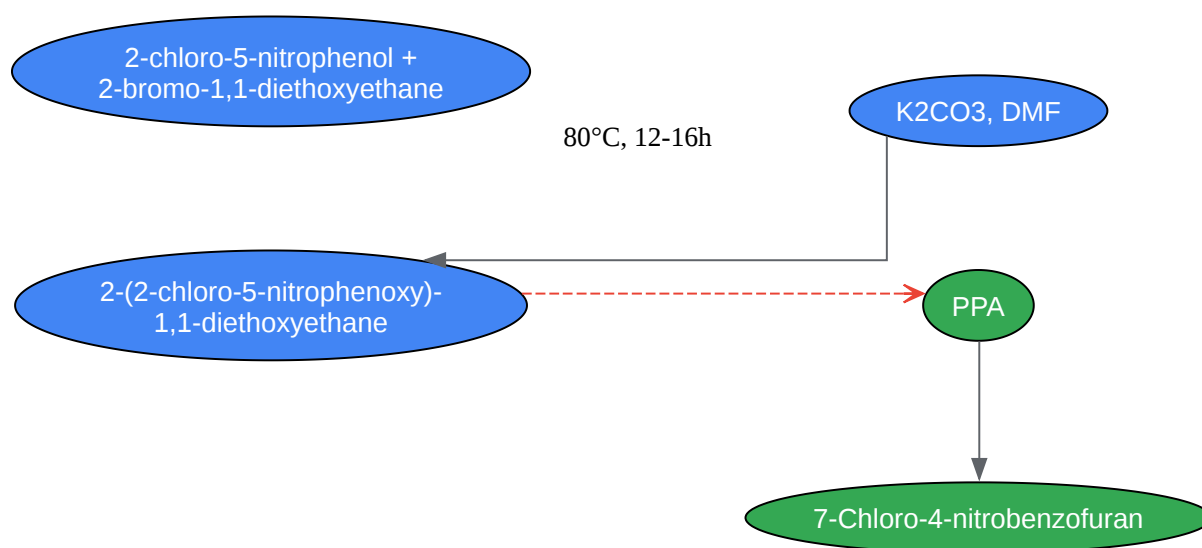 2-chloro-5-nitrophenol +
2-bromo-1,1-diethoxyethane
K2CO3, DMF
80°C, 12-16h
2-(2-chloro-5-nitrophenoxy)-
1,1-diethoxyethane
PPA
7-Chloro-4-nitrobenzofuran